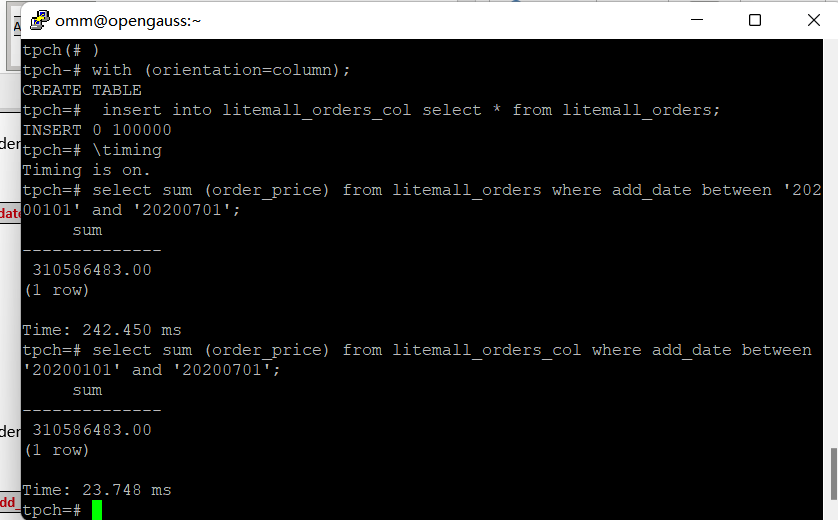 omm@opengauss:~
tpch(# )
tpch-# with (orientation=column);
CREATE TABLE
tpch=#  insert into litemall_orders_col select * from litemall_orders;
INSERT 0 100000
tpch=# \timing
Timing is on.
tpch=# select sum (order_price) from litemall_orders where add_date between '202
00101' and '20200701';
sum
--------------
310586483.00
(1 row)
Time: 242.450 ms
tpch=# select sum (order_price) from litemall_orders_col where add_date between
'20200101' and '20200701';
sum
--------------
310586483.00
(1 row)
Time: 23.748 ms
tpch=#